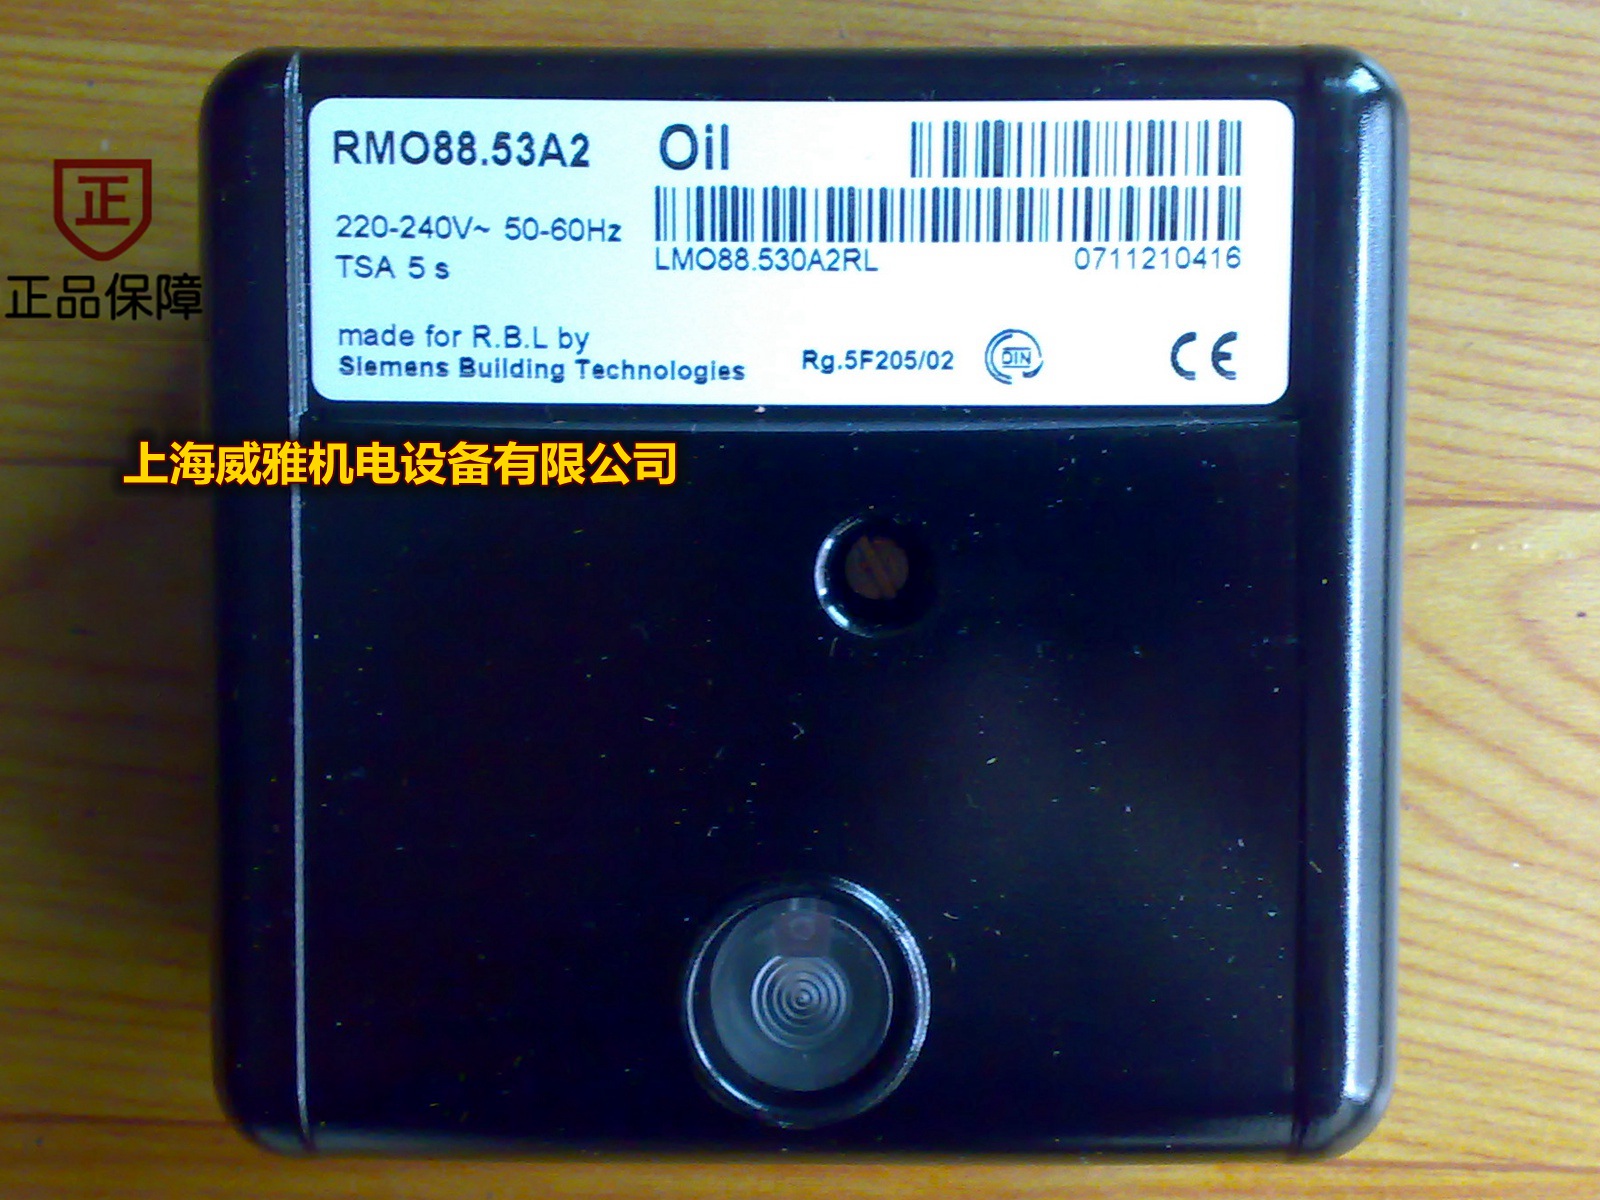 RMO88.53A2 Oil
220-240V~ 50-60Hz
TSA 5 s
LMO88.530A2RL 0711210416
made for R.B.L by
Siemens Building Technologies
Rg.5F205/02 DIN CE
正
正品保障
上海威雅机电设备有限公司